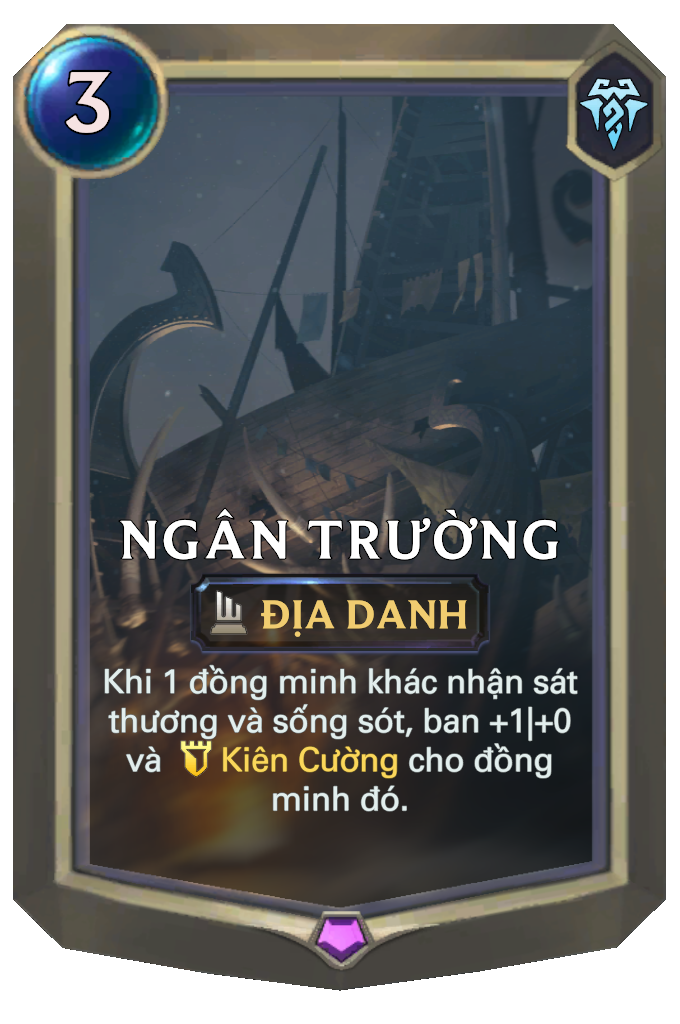 3
NGÂN TRƯỜNG
ĐỊA DANH
Khi 1 đồng minh khác nhận sát
thương và sống sót, ban +1|+0
và Kiên Cường cho đồng
minh đó.